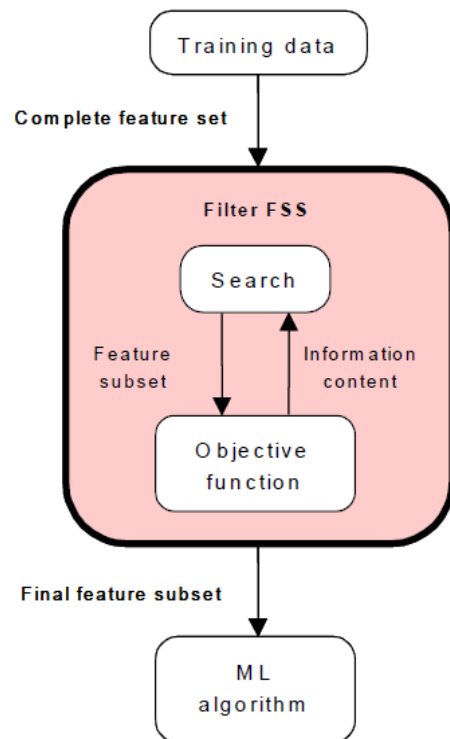 Training data
Complete feature set
Filter FSS
Search
Feature
subset
Information
content
Objective
function
Final feature subset
ML
algorithm